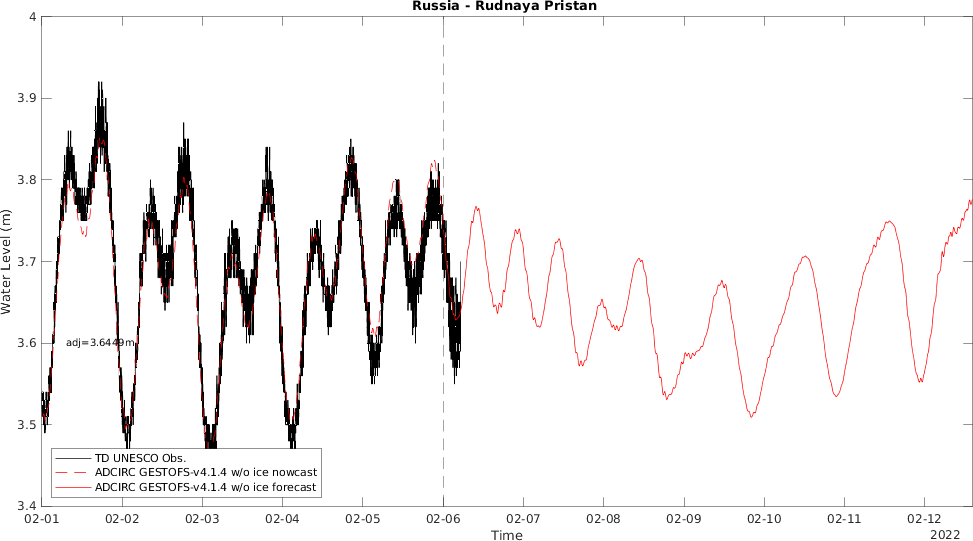 Russia - Rudnaya Pristan
4
3.9
3.8
3.7
3.6
3.5
3.4
Water Level (m)
adj=3.6449m
TD UNESCO Obs.
ADCIRC GESTOFS-v4.1.4 w/o ice nowcast
ADCIRC GESTOFS-v4.1.4 w/o ice forecast
02-01 02-02 02-03 02-04 02-05 02-06 02-07 02-08 02-09 02-10 02-11 02-12
Time
2022